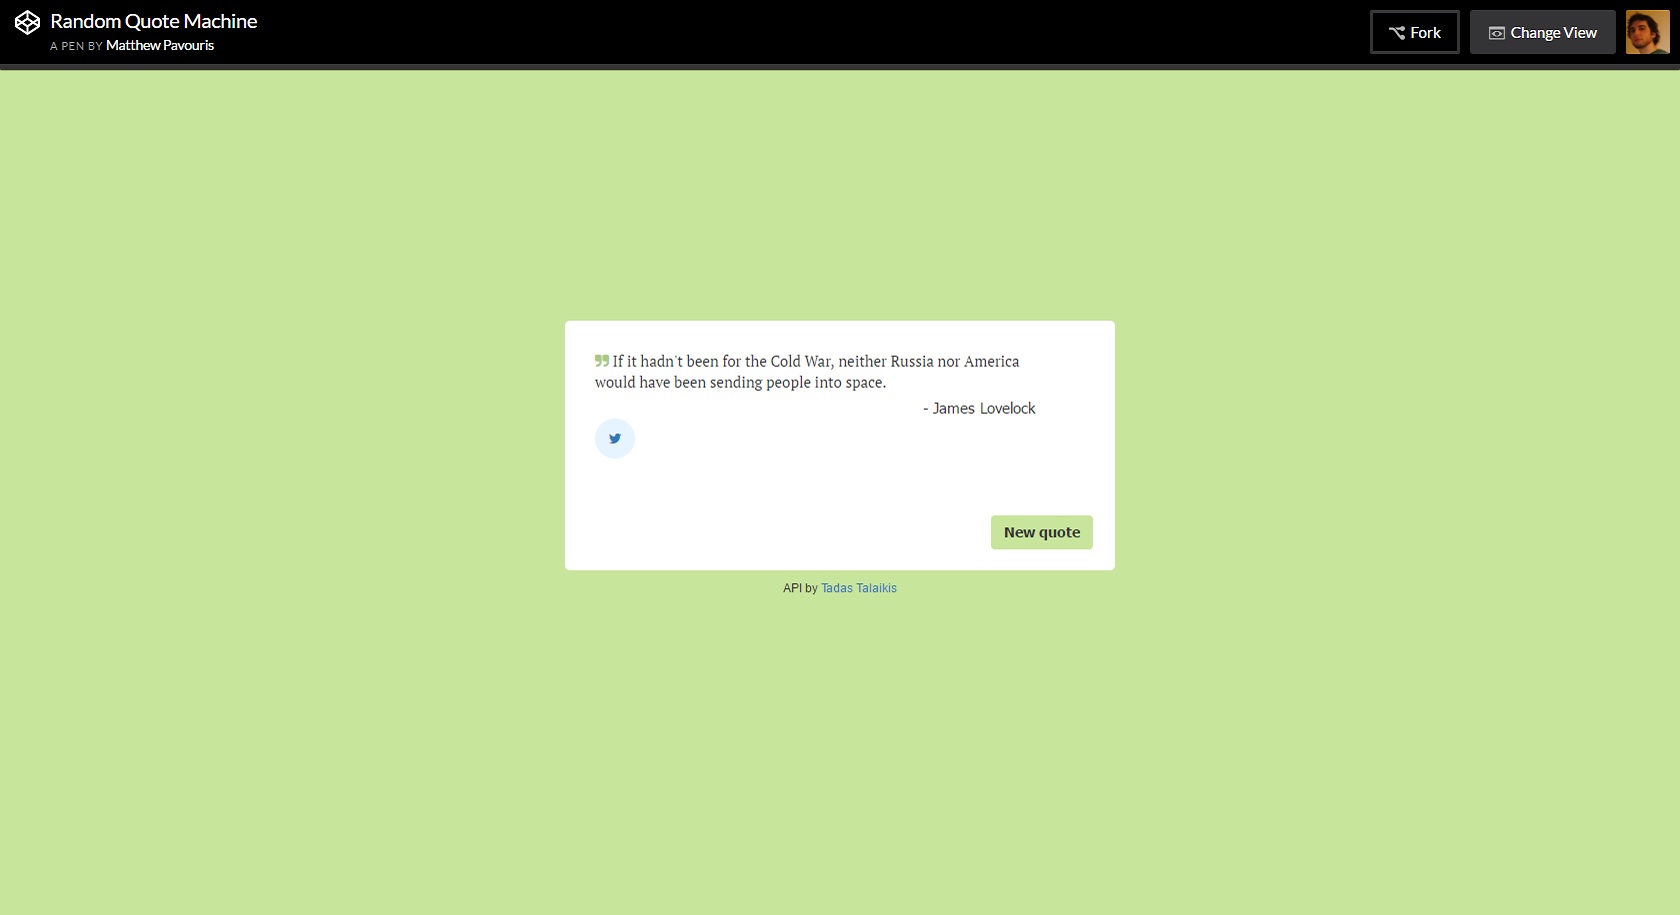 Random Quote Machine
A PEN BY Matthew Pavouris
Fork
Change View
If it hadn't been for the Cold War, neither Russia nor America
would have been sending people into space.
- James Lovelock
New quote
API by Tadas Talaikis